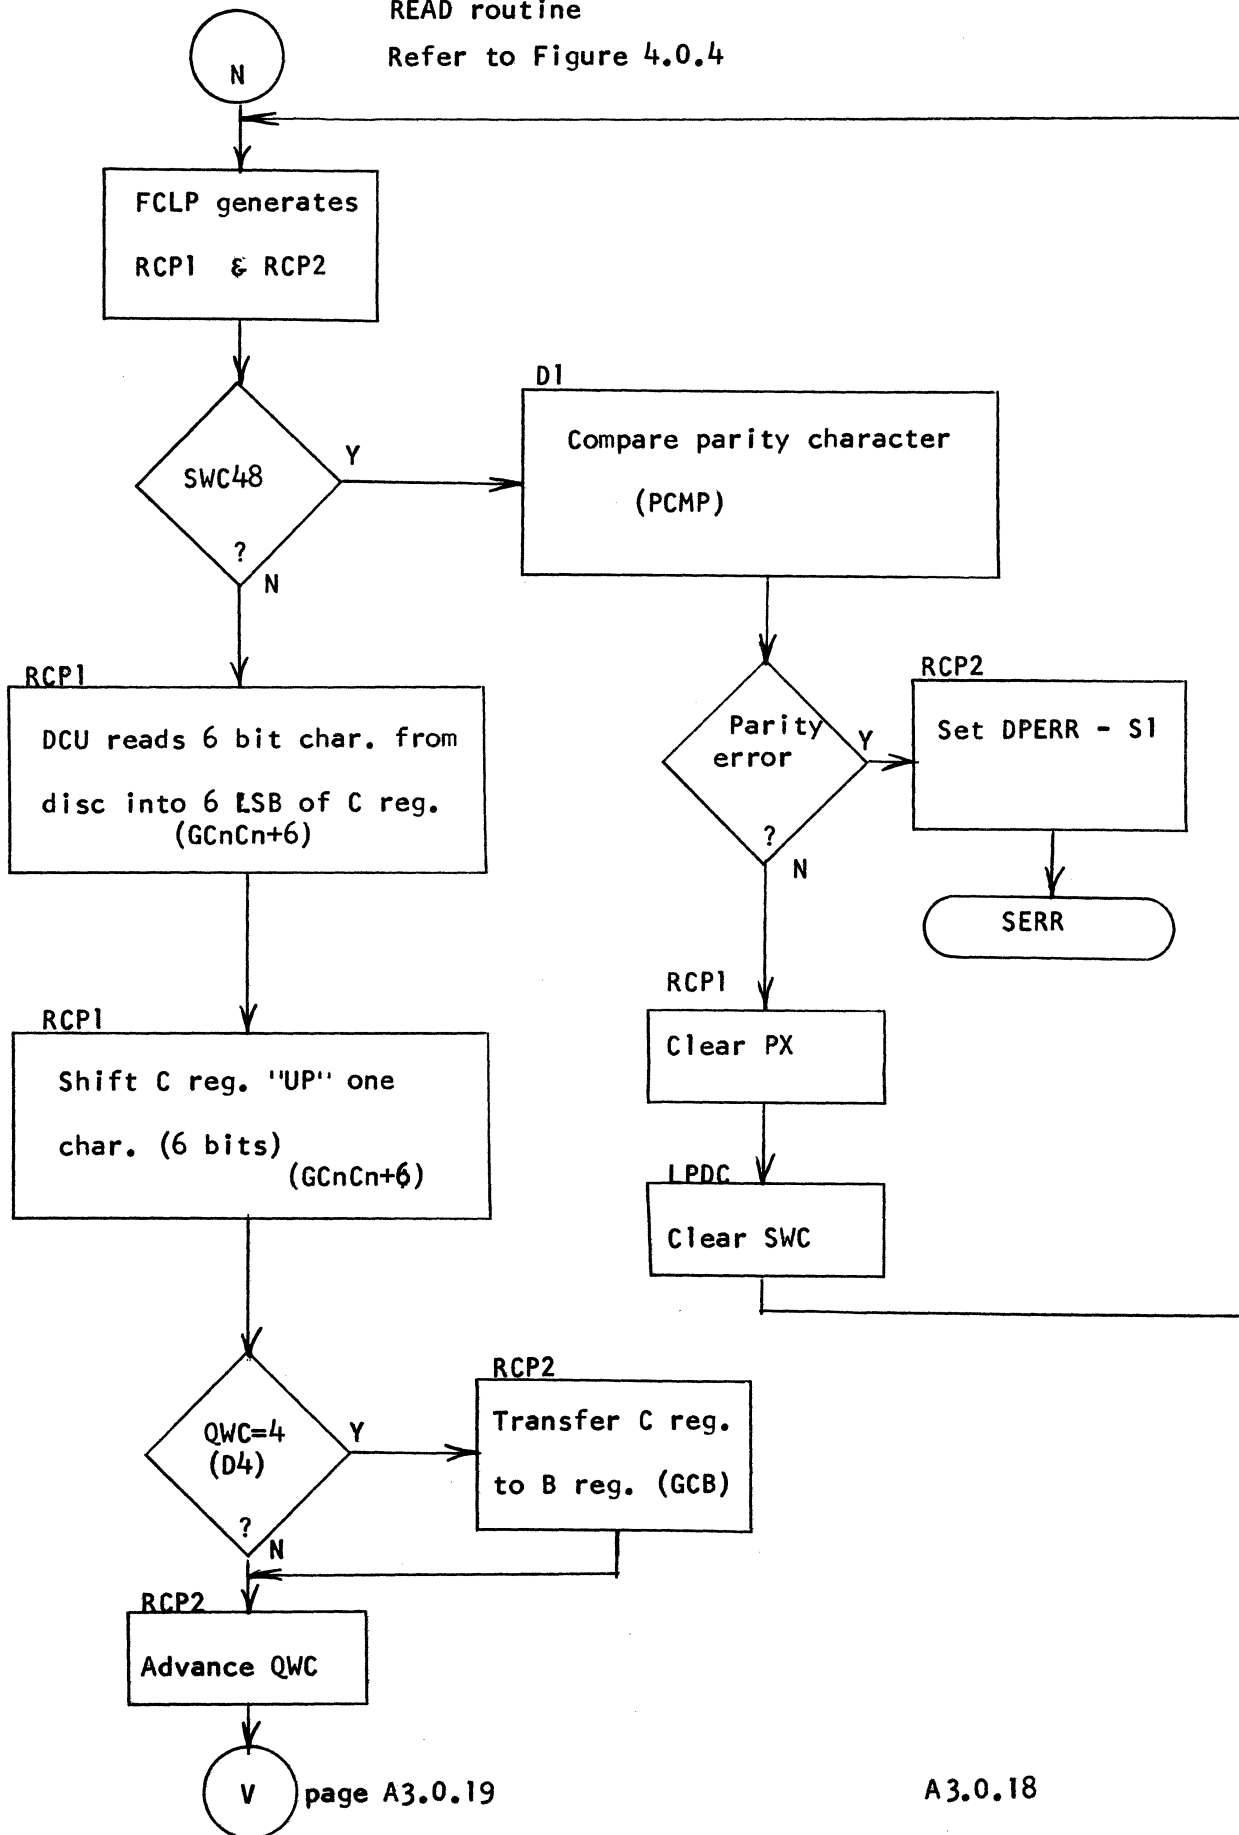 READ routine
Refer to Figure 4.0.4
N
FCLP generates
RCP1 & RCP2
SWC48
?
Y
N
D1
Compare parity character
(PCMP)
RCP1
DCU reads 6 bit char. from
disc into 6 LSB of C reg.
(GCnCn+6)
Parity
error
?
Y
N
RCP2
Set DPERR - S1
SERR
RCP1
Clear PX
RCP1
Shift C reg. "UP" one
char. (6 bits)
(GCnCn+6)
LPDC
Clear SWC
QWC=4
(D4)
?
Y
N
RCP2
Transfer C reg.
to B reg. (GCB)
RCP2
Advance QWC
V
page A3.0.19
A3.0.18